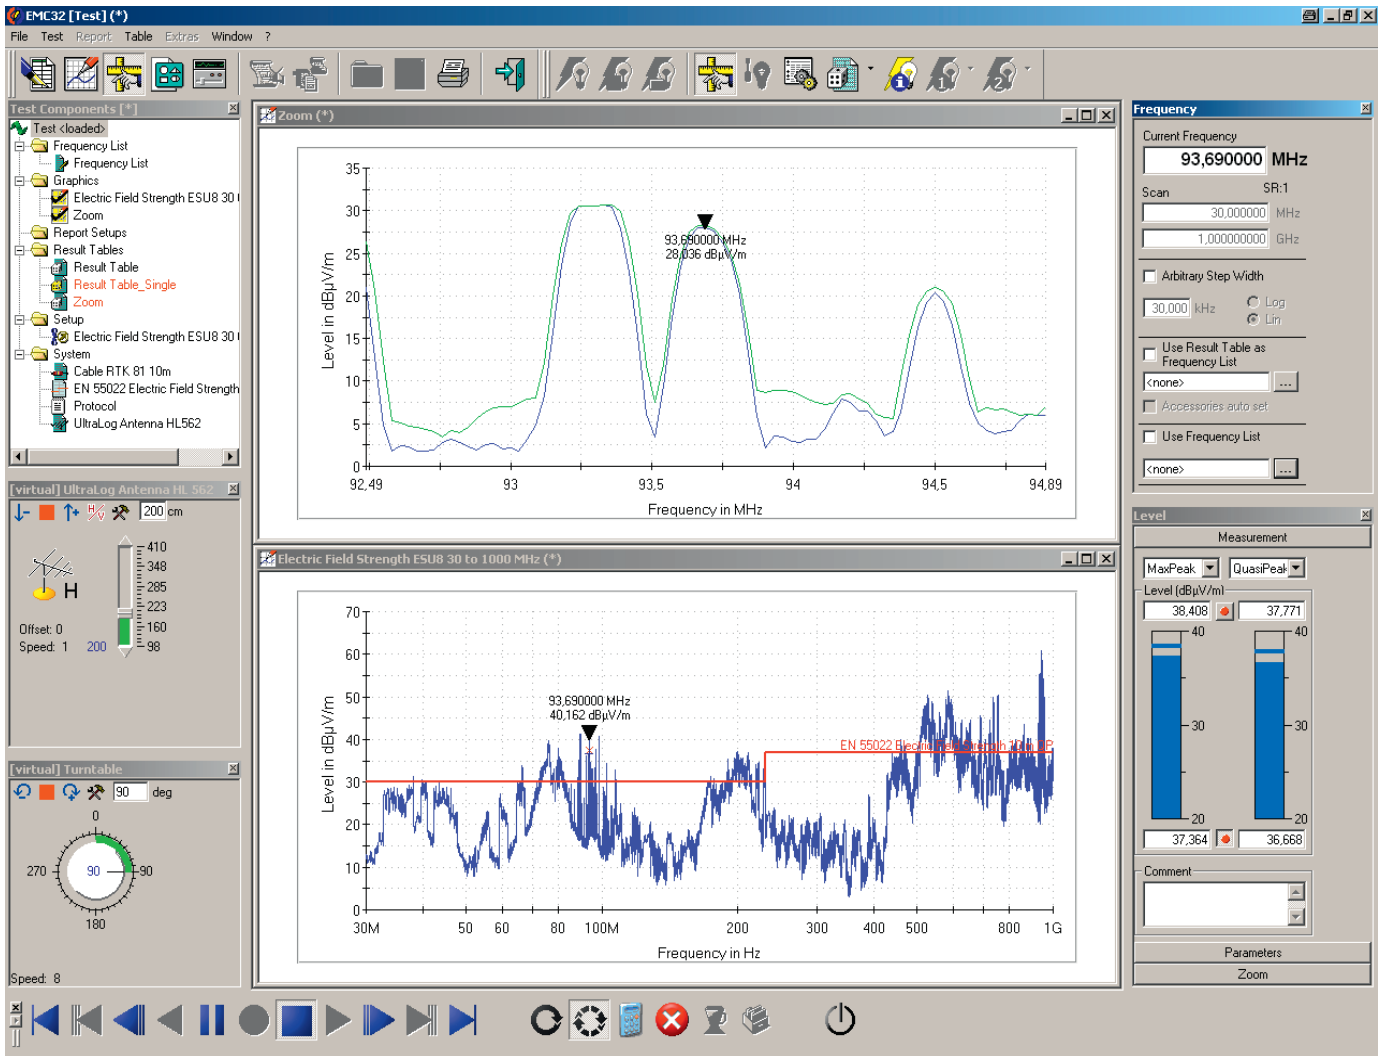 EMC32 [Test] (*)
File Test Report Table Extras Window ?
Test Components [*]
Test <loaded>
Frequency List
Frequency List
Graphics
Electric Field Strength ESU8 30
Zoom
Report Setups
Result Tables
Result Table
Result Table_Single
Zoom
Setup
Electric Field Strength ESU8 30
System
Cable RTK 81 10m
EN 55022 Electric Field Strength
Protocol
UltraLog Antenna HL562
[virtual] UltraLog Antenna HL 562
H/V
200 cm
410
348
285
223
160
98
H
Offset: 0
Speed: 1
200
[virtual] Turntable
90 deg
0
270
90
90
180
Speed: 8
Zoom (*)
Level in dBµV/m
35
30
25
20
15
10
5
0
93,690000 MHz
28,036 dBµV/m
92,49
93
93,5
94
94,5
94,89
Frequency in MHz
Electric Field Strength ESU8 30 to 1000 MHz (*)
Level in dBµV/m
70
60
50
40
30
20
10
0
93,690000 MHz
40,162 dBµV/m
EN 55022 Electric Field Strength 10 m QP
30M
50
60
80
100M
200
300
400
500
800
1G
Frequency in Hz
Frequency
Current Frequency
93,690000 MHz
Scan SR:1
30,000000 MHz
1,000000000 GHz
Arbitrary Step Width
30,000 kHz
Log
Lin
Use Result Table as
Frequency List
<none> ...
Accessories auto set
Use Frequency List
<none> ...
Level
Measurement
MaxPeak QuasiPeak
Level (dBµV/m)
38,408 37,771
40 40
30 30
20 20
37,364 36,668
Comment
Parameters
Zoom
1
2